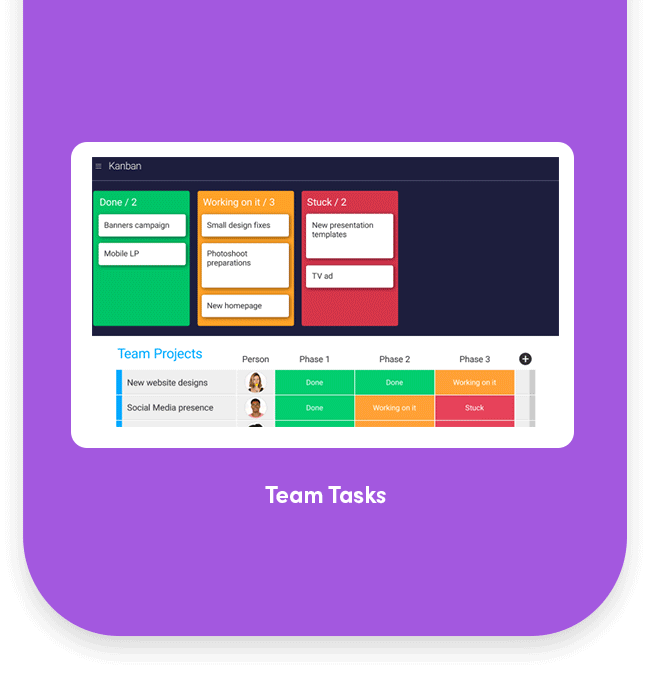 Kanban
Done / 2
Working on it / 3
Stuck / 2
Banners campaign
Mobile LP
Small design fixes
Photoshoot
preparations
New homepage
New presentation
templates
TV ad
Team Projects
Person
Phase 1
Phase 2
Phase 3
New website designs
Done
Done
Working on it
Social Media presence
Done
Working on it
Stuck
Team Tasks